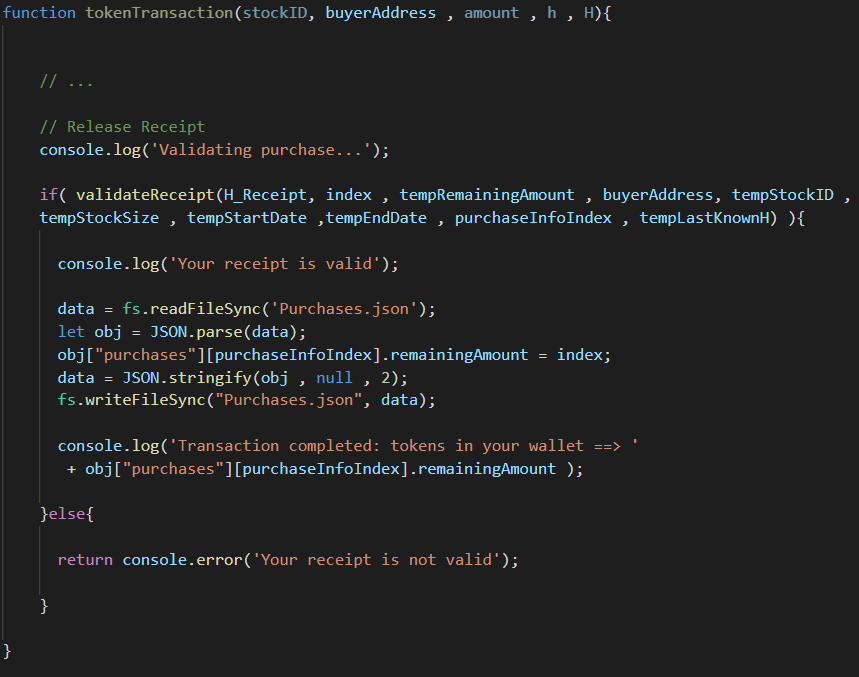 function tokenTransaction(stockID, buyerAddress , amount , h , H){
// ...
// Release Receipt
console.log('Validating purchase...');
if( validateReceipt(H_Receipt, index , tempRemainingAmount , buyerAddress, tempStockID ,
tempStockSize , tempStartDate ,tempEndDate , purchaseInfoIndex , tempLastKnownH) ){
console.log('Your receipt is valid');
data = fs.readFileSync('Purchases.json');
let obj = JSON.parse(data);
obj["purchases"][purchaseInfoIndex].remainingAmount = index;
data = JSON.stringify(obj , null , 2);
fs.writeFileSync("Purchases.json", data);
console.log('Transaction completed: tokens in your wallet ==> '
+ obj["purchases"][purchaseInfoIndex].remainingAmount );
}else{
return console.error('Your receipt is not valid');
}
}